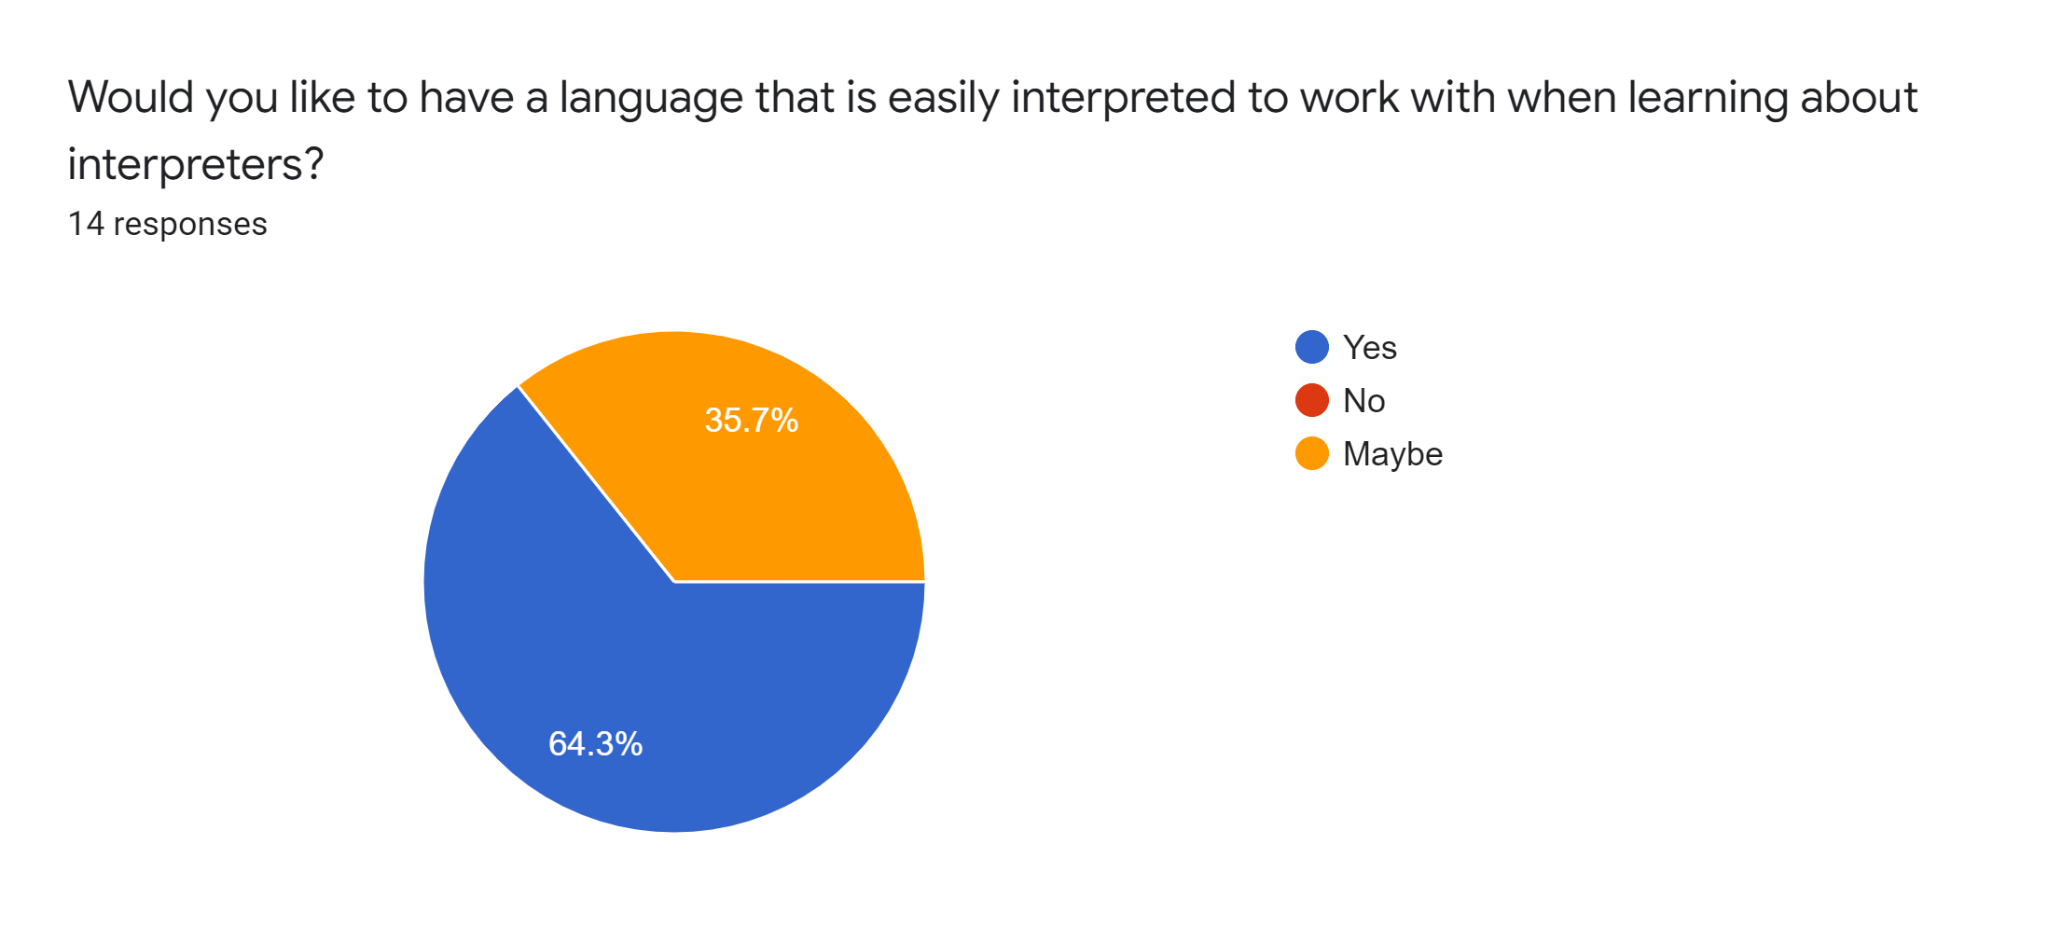 Would you like to have a language that is easily interpreted to work with when learning about
interpreters?
14 responses
Yes
No
Maybe
35.7%
64.3%